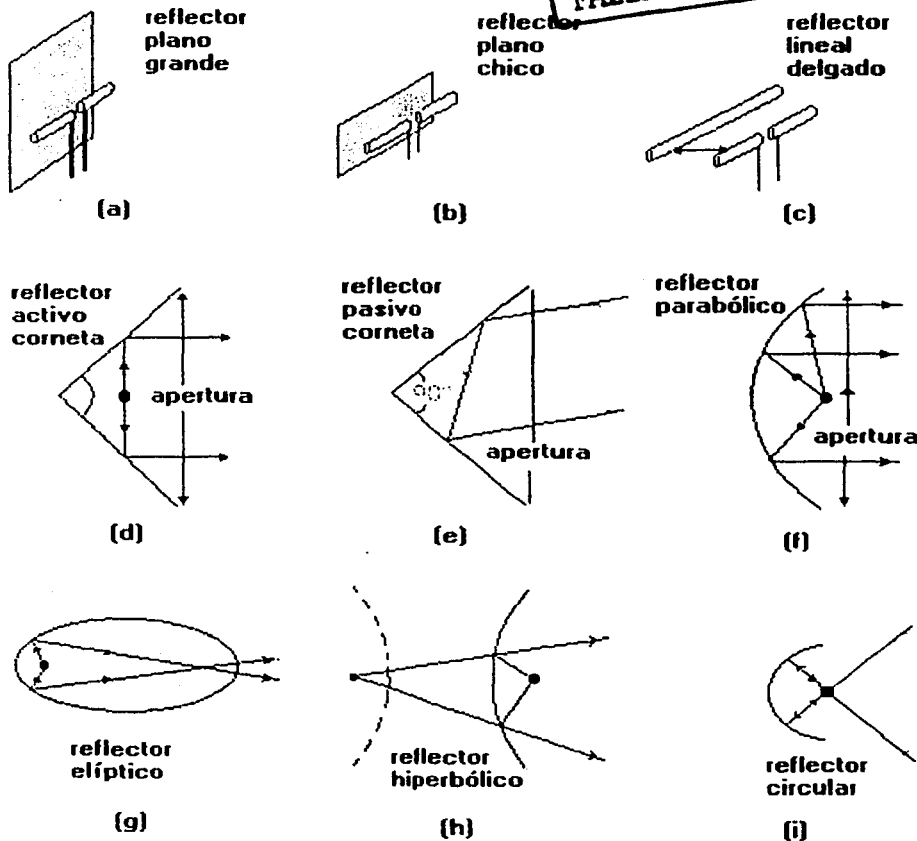 reflector
plano
grande
(a)
reflector
plano
chico
(b)
reflector
lineal
delgado
(c)
reflector
activo
corneta
apertura
(d)
reflector
pasivo
corneta
90°
apertura
(e)
reflector
parabólico
apertura
(f)
reflector
elíptico
(g)
reflector
hiperbólico
(h)
reflector
circular
(i)